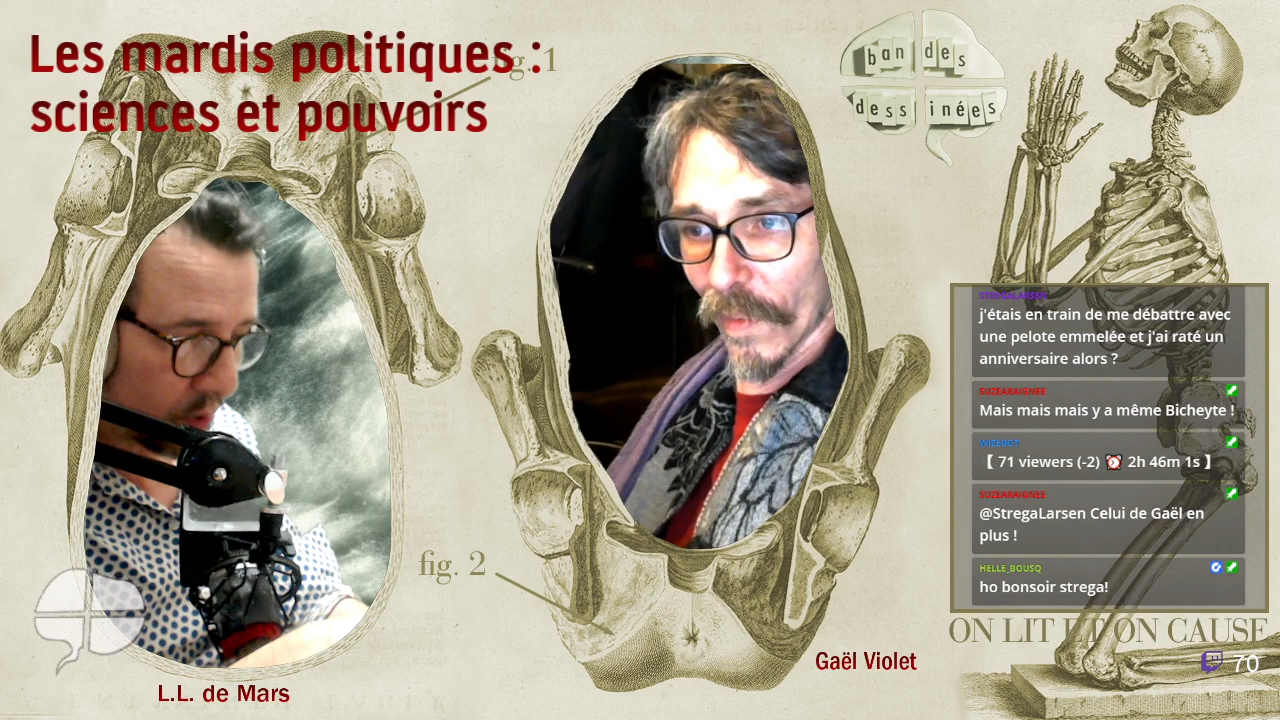 Les mardis politiques :
sciences et pouvoirs
fig. 1
ban des
dess inées
STREGALARSEN
j'étais en train de me débattre avec
une pelote emmelée et j'ai raté un
anniversaire alors ?
SUZEARAIGNEE
Mais mais mais y a même Bicheyte !
WIZEBOT
【 71 viewers (-2) ⏰ 2h 46m 1s 】
SUZEARAIGNEE
@StregaLarsen Celui de Gaël en
plus !
HELLE_BOUSQ
ho bonsoir strega!
fig. 2
ON LIT ET ON CAUSE
70
Gaël Violet
L.L. de Mars